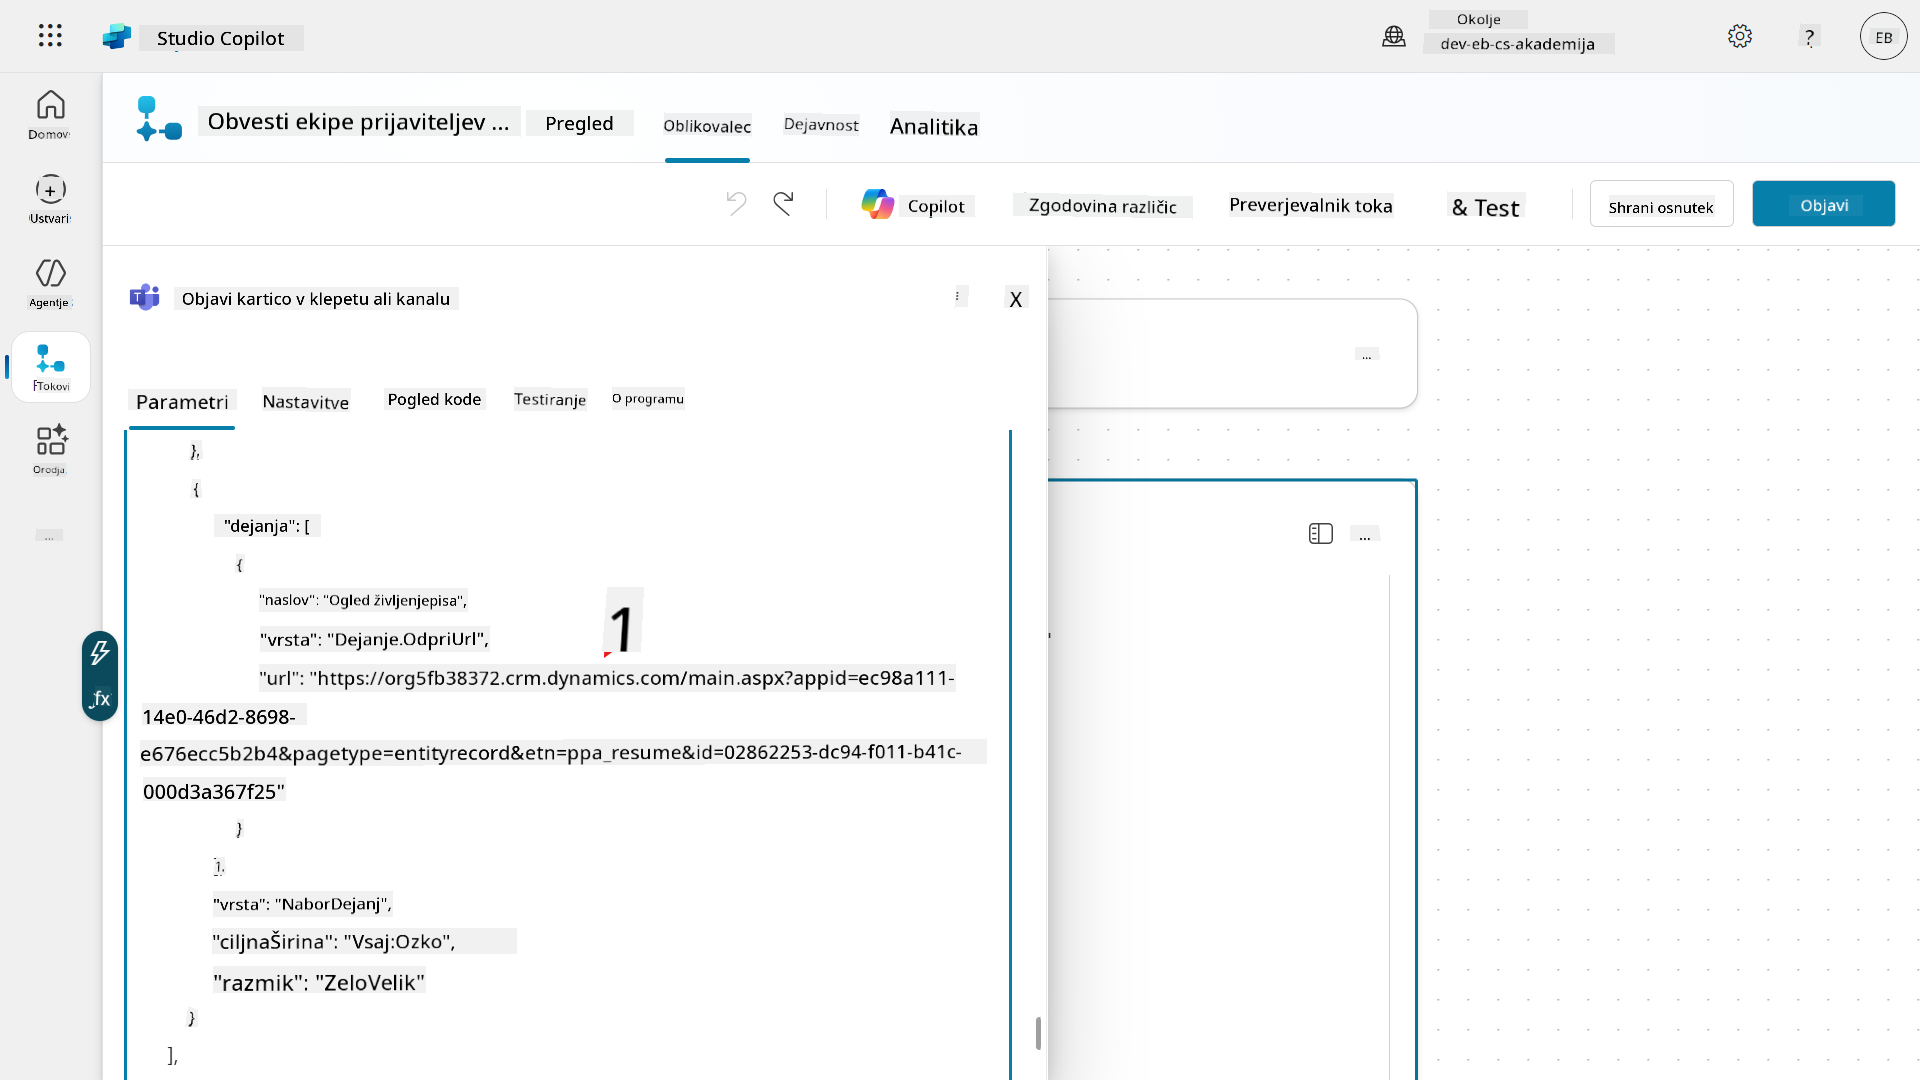 Studio Copilot
Okolje
dev-eb-cs-akademija
?
EB
Domov
Ustvari
Agentje
Tokovi
Orodja
...
Obvesti ekipe prijaviteljev ...
Pregled
Oblikovalec
Dejavnost
Analitika
Copilot
Zgodovina različic
Preverjevalnik toka
& Test
Shrani osnutek
Objavi
Objavi kartico v klepetu ali kanalu
X
Parametri
Nastavitve
Pogled kode
Testiranje
O programu
...
...
fx
},
{
"dejanja": [
{
"naslov": "Ogled življenjepisa",
"vrsta": "Dejanje.OdpriUrl",
1
"url": "https://org5fb38372.crm.dynamics.com/main.aspx?appid=ec98a111-
14e0-46d2-8698-
e676ecc5b2b4&pagetype=entityrecord&etn=ppa_resume&id=02862253-dc94-f011-b41c-
000d3a367f25"
}
"vrsta": "NaborDejanj",
"ciljnaŠirina": "Vsaj:Ozko",
"razmik": "ZeloVelik"
}
],